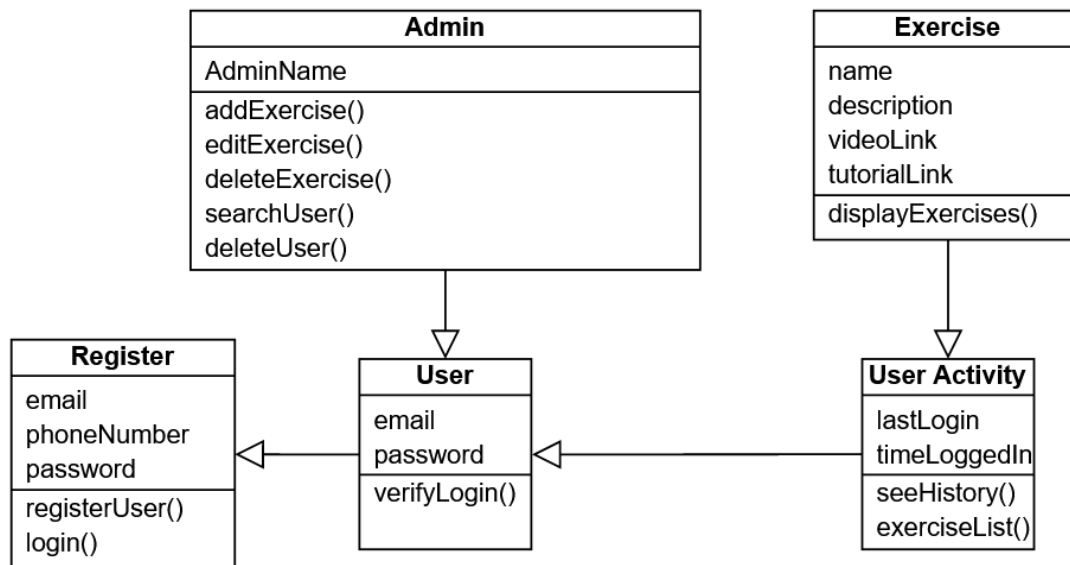 Admin
AdminName
addExercise()
editExercise()
deleteExercise()
searchUser()
deleteUser()
Exercise
name
description
videoLink
tutorialLink
displayExercises()
Register
email
phoneNumber
password
registerUser()
login()
User
email
password
verifyLogin()
User Activity
lastLogin
timeLoggedIn
seeHistory()
exerciseList()